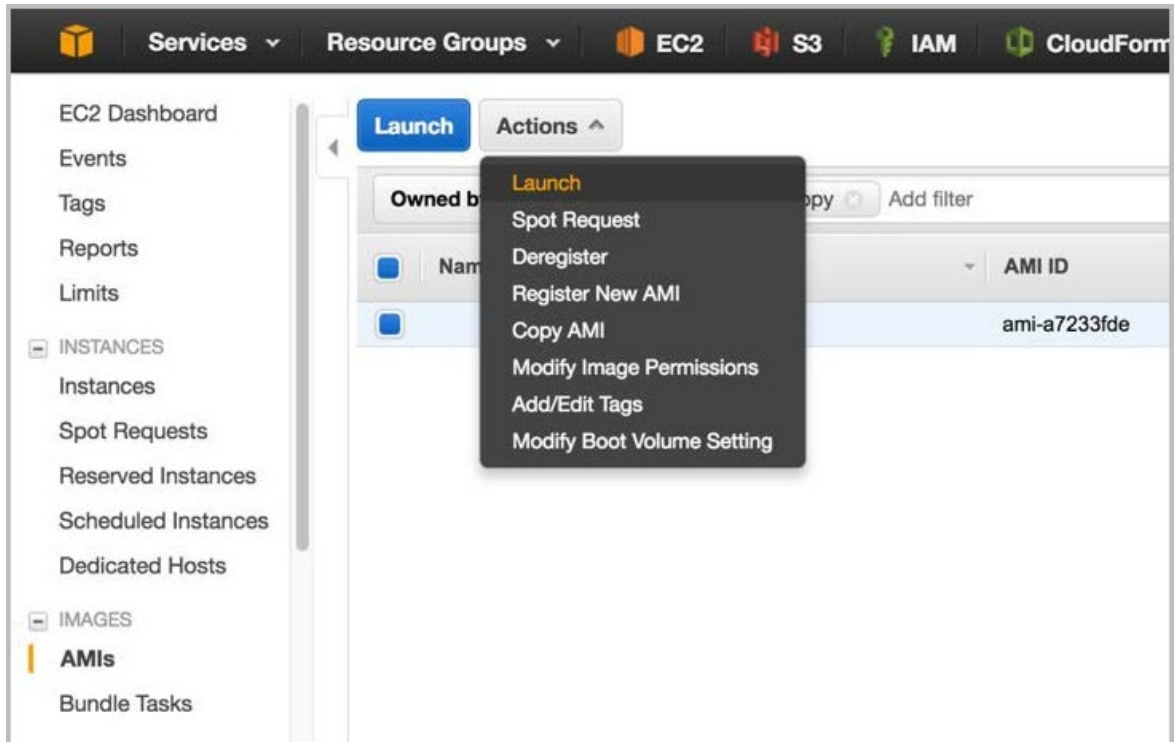 Services Resource Groups EC2 S3 IAM CloudForm
EC2 Dashboard
Events
Tags
Reports
Limits
INSTANCES
Instances
Spot Requests
Reserved Instances
Scheduled Instances
Dedicated Hosts
IMAGES
AMIs
Bundle Tasks
Launch Actions
Launch
Spot Request
Deregister
Register New AMI
Copy AMI
Modify Image Permissions
Add/Edit Tags
Modify Boot Volume Setting
Owned b opy Add filter
Nam AMI ID
ami-a7233fde